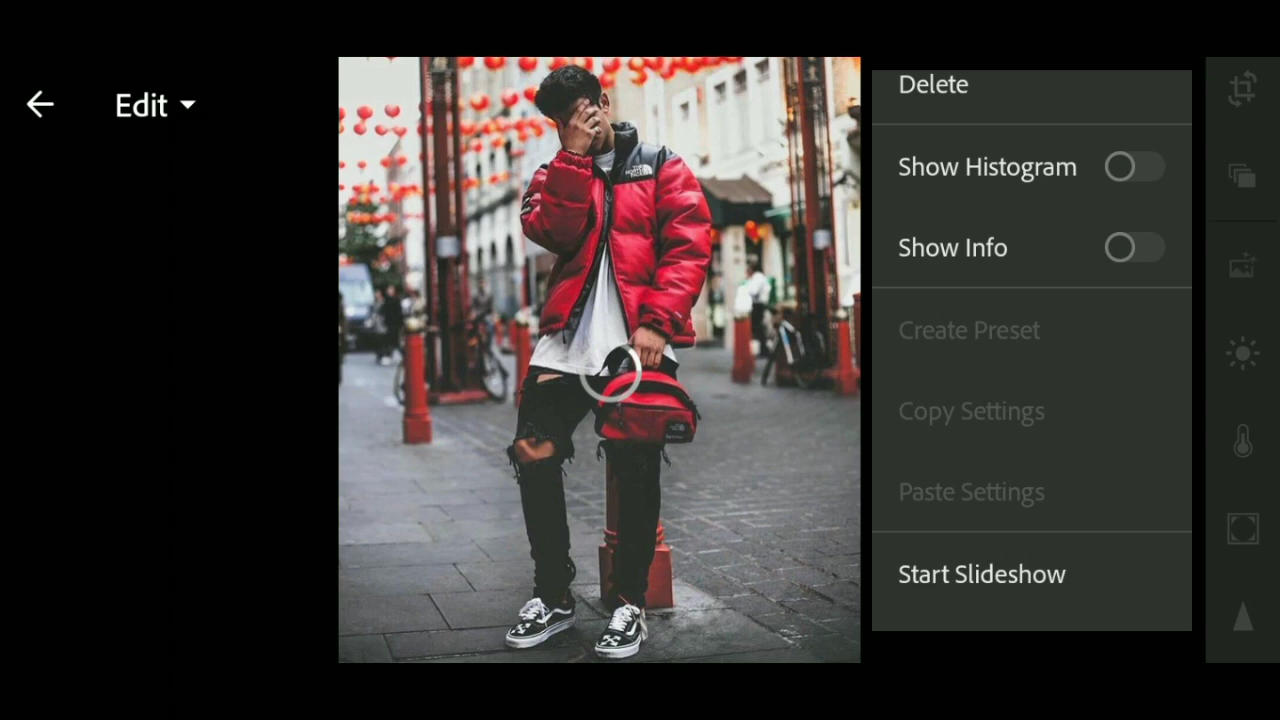 Edit
Delete
Show Histogram
Show Info
Create Preset
Copy Settings
Paste Settings
Start Slideshow
THE
NORTH
FACE